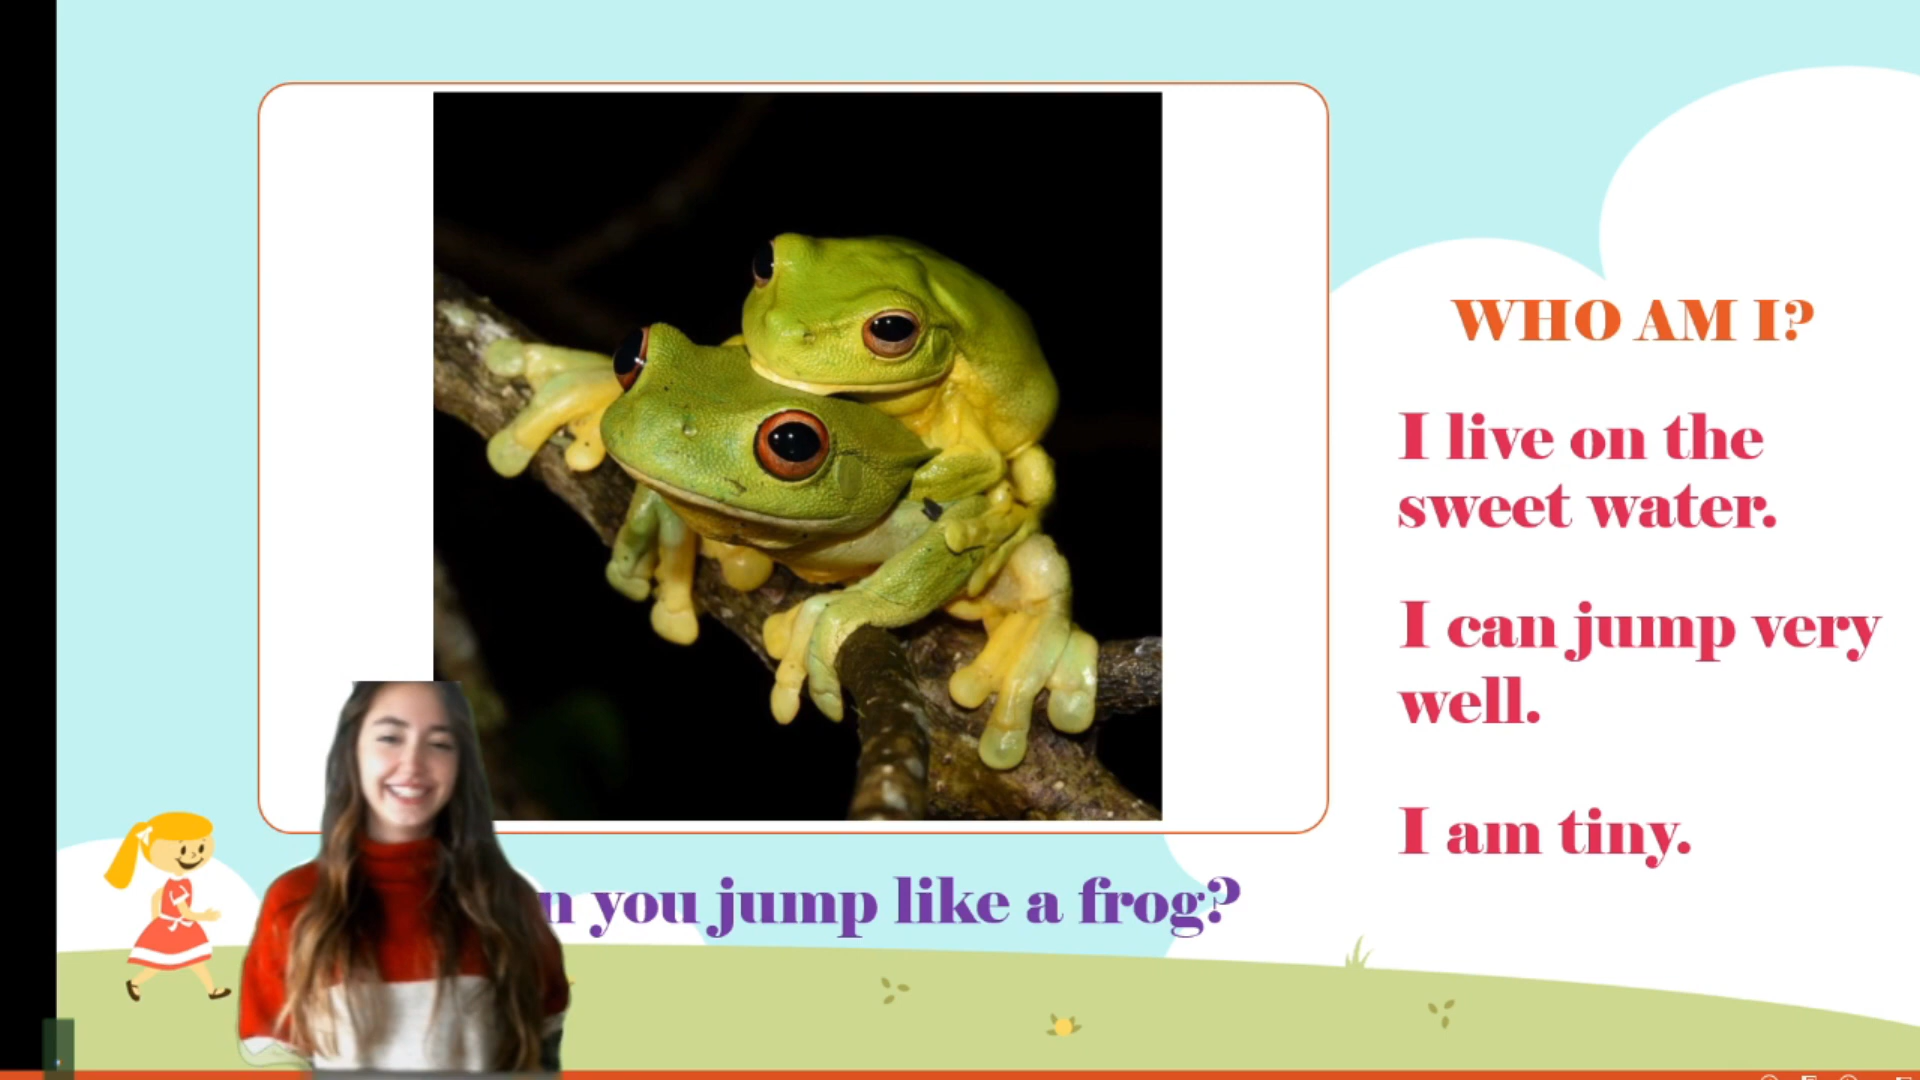 WHO AM I?
I live on the
sweet water.
I can jump very
well.
I am tiny.
you jump like a frog?